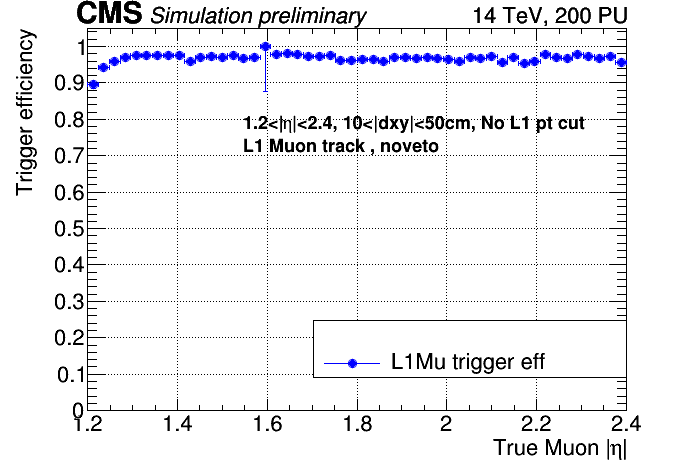 CMS Simulation preliminary 14 TeV, 200 PU
Trigger efficiency
1
0.9
0.8
0.7
0.6
0.5
0.4
0.3
0.2
0.1
0
1.2<|η|<2.4, 10<|dxy|<50cm, No L1 pt cut
L1 Muon track , noveto
L1Mu trigger eff
1.2 1.4 1.6 1.8 2 2.2 2.4
True Muon |η|